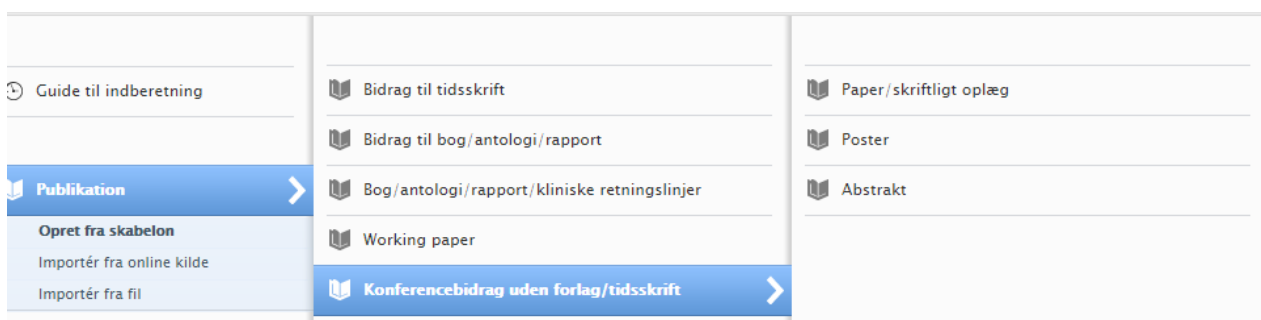 Guide til indberetning
Publikation
Opret fra skabelon
Importér fra online kilde
Importér fra fil
Bidrag til tidsskrift
Bidrag til bog/antologi/rapport
Bog/antologi/rapport/kliniske retningslinjer
Working paper
Konferencebidrag uden forlag/tidsskrift
Paper/skriftligt oplæg
Poster
Abstrakt